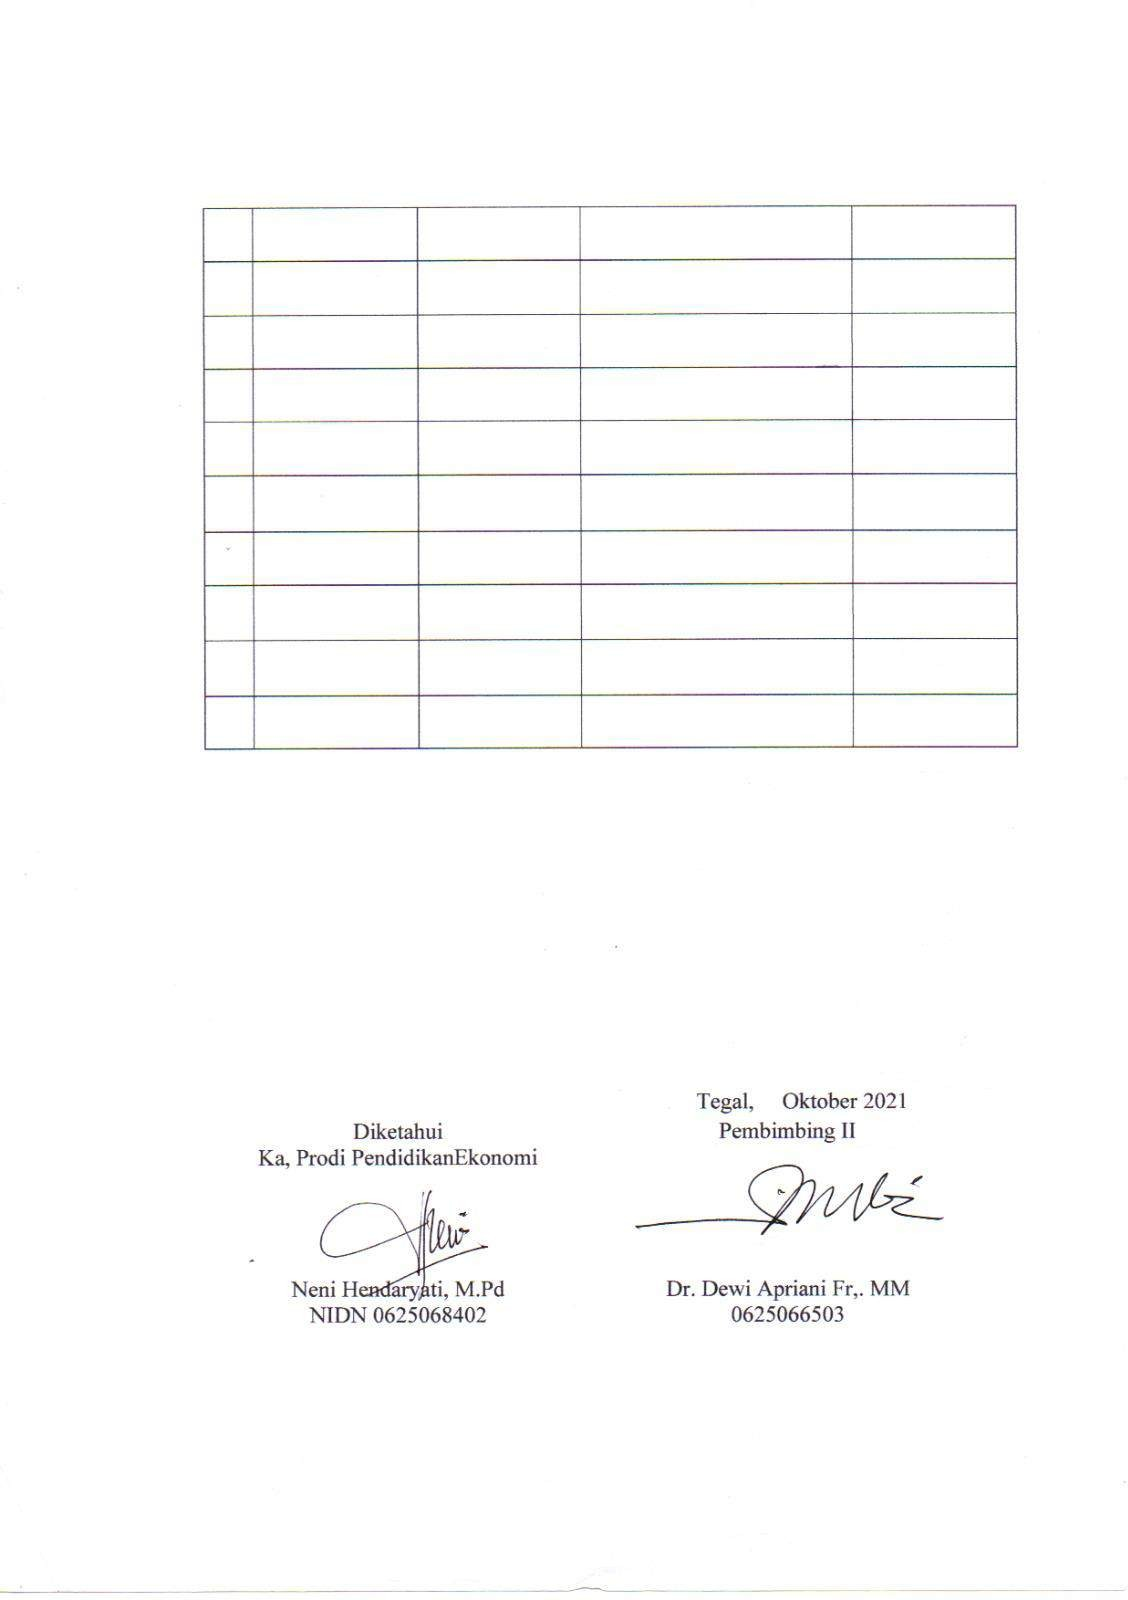 Tegal, Oktober 2021
Diketahui
Pembimbing II
Ka, Prodi PendidikanEkonomi
Neni Hendaryati, M.Pd
NIDN 0625068402
Dr. Dewi Apriani Fr,. MM
0625066503